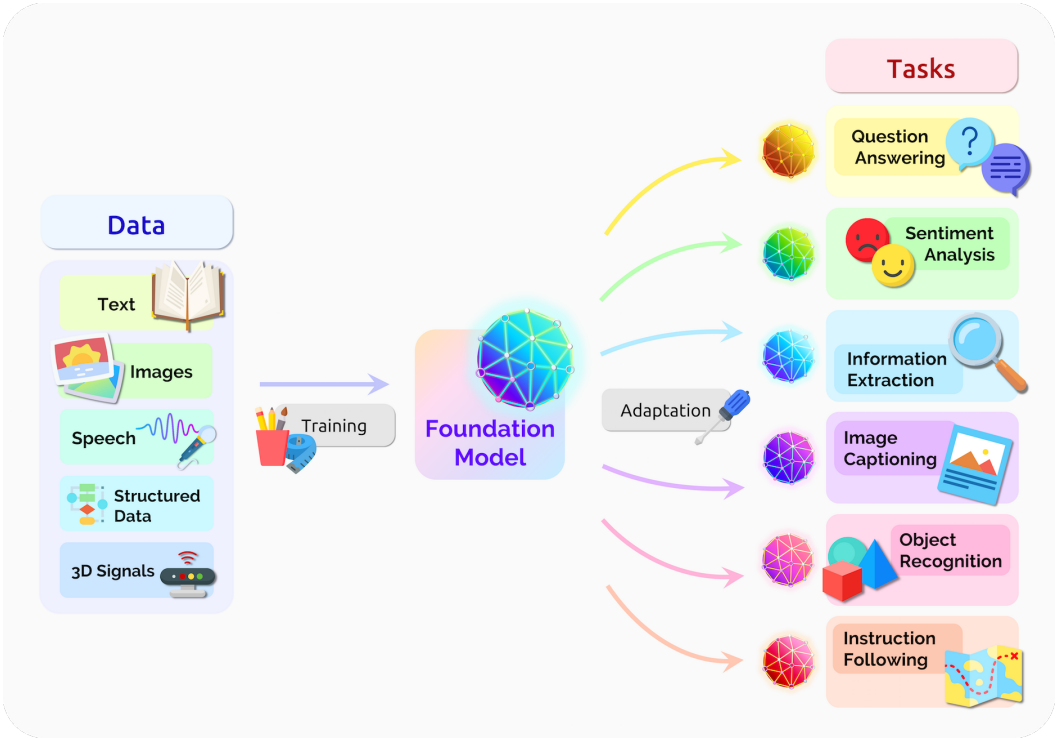 Data
Text
Images
Speech
Structured
Data
3D Signals
Training
Foundation
Model
Adaptation
Tasks
Question
Answering
?
Sentiment
Analysis
Information
Extraction
Image
Captioning
Object
Recognition
Instruction
Following